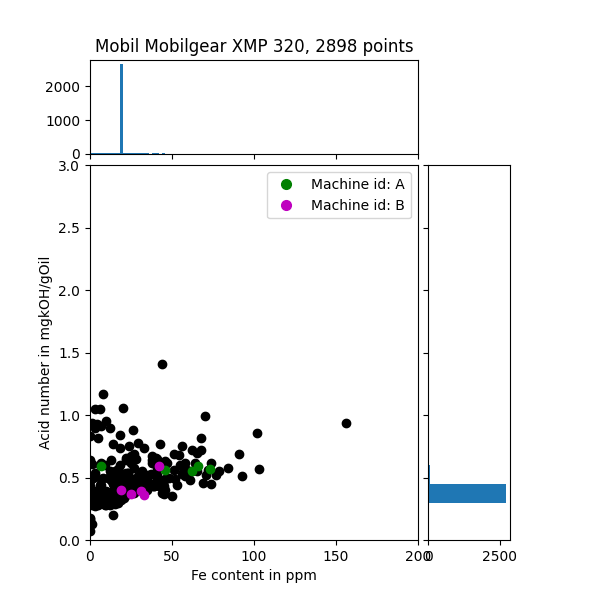 Mobil Mobilgear XMP 320, 2898 points
2000
1000
0
3.0
2.5
2.0
1.5
1.0
0.5
0.0
Acid number in mgkOH/gOil
Machine id: A
Machine id: B
0 50 100 150 200
0 2500
Fe content in ppm